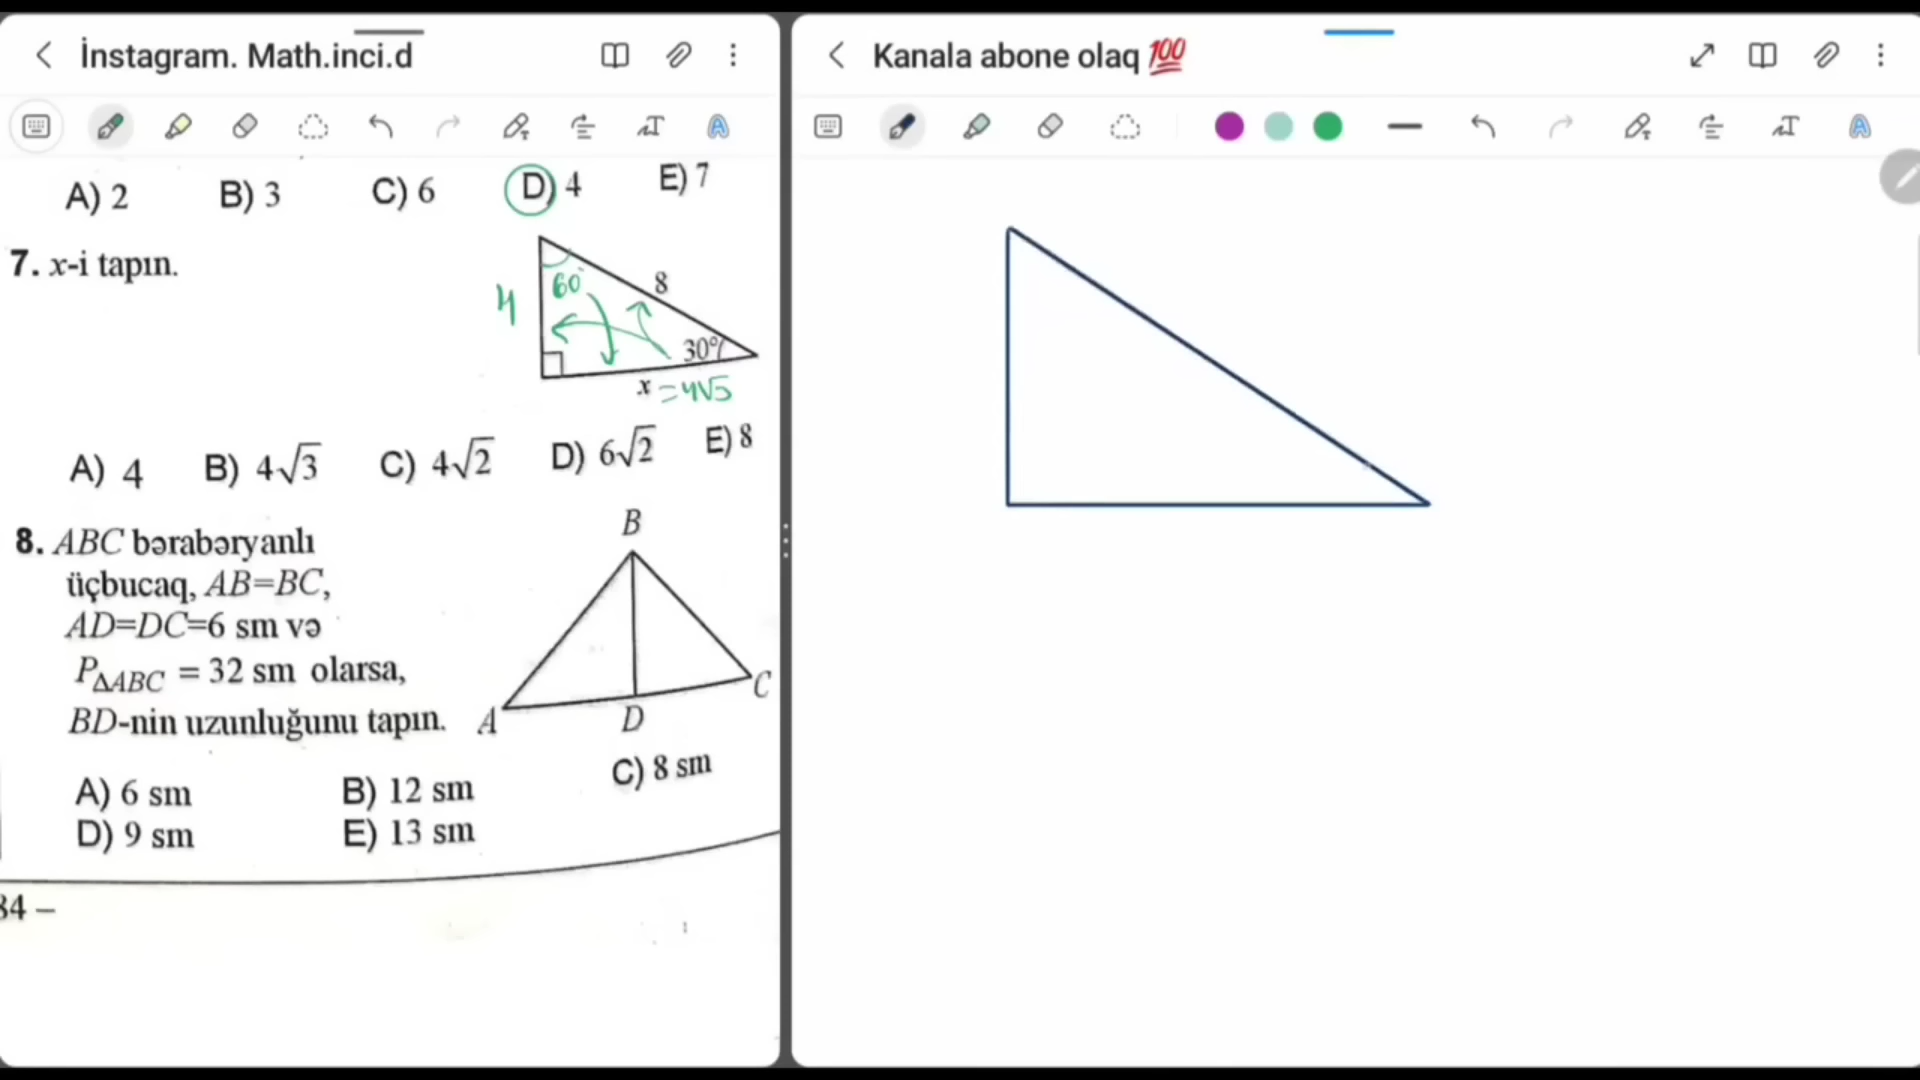 İnstagram. Math.inci.d
Kanala abone olaq 💯
A) 2 B) 3 C) 6 D) 4 E) 7
7. x-i tapın.
60°
8
4
30°
x = 4√3
A) 4 B) 4√3 C) 4√2 D) 6√2 E) 8
8. ABC bərabəryanlı
üçbucaq, AB=BC,
AD=DC=6 sm və
P△ABC = 32 sm olarsa,
BD-nin uzunluğunu tapın.
B
A
D
C
A) 6 sm B) 12 sm C) 8 sm
D) 9 sm E) 13 sm
84 –